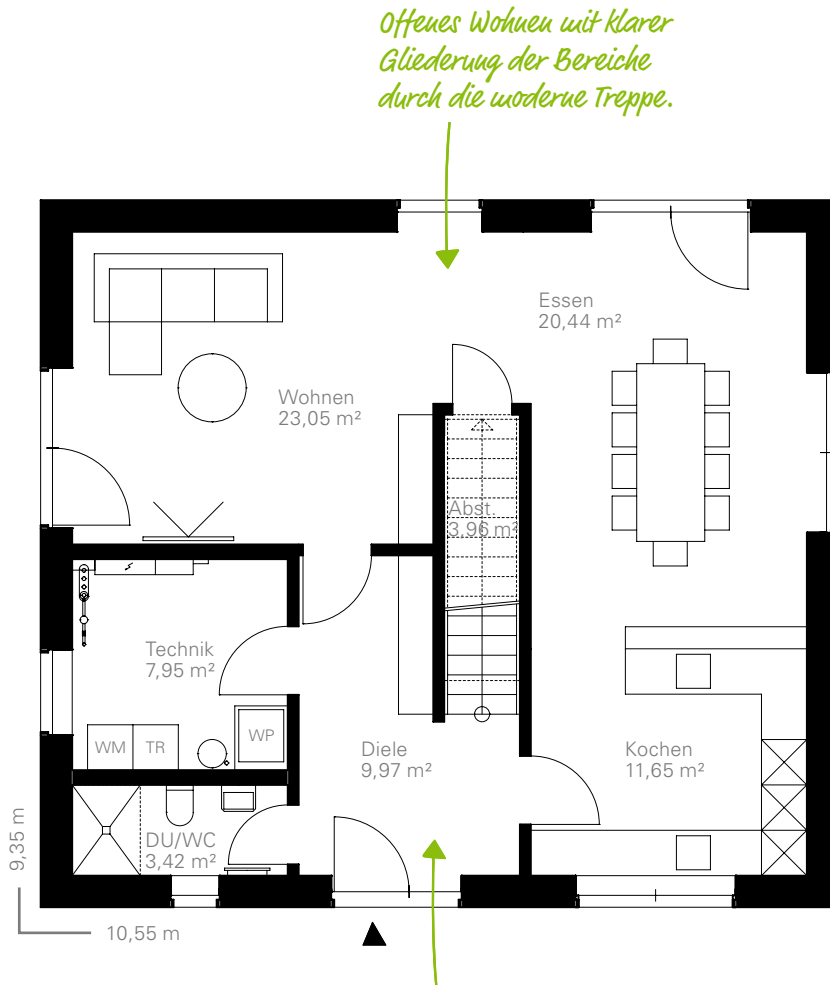 Offenes Wohnen mit klarer
Gliederung der Bereiche
durch die moderne Treppe.
Essen
20,44 m²
Wohnen
23,05 m²
Abst.
3,96 m²
Technik
7,95 m²
WM
TR
WP
Diele
9,97 m²
Kochen
11,65 m²
DU/WC
3,42 m²
9,35 m
10,55 m